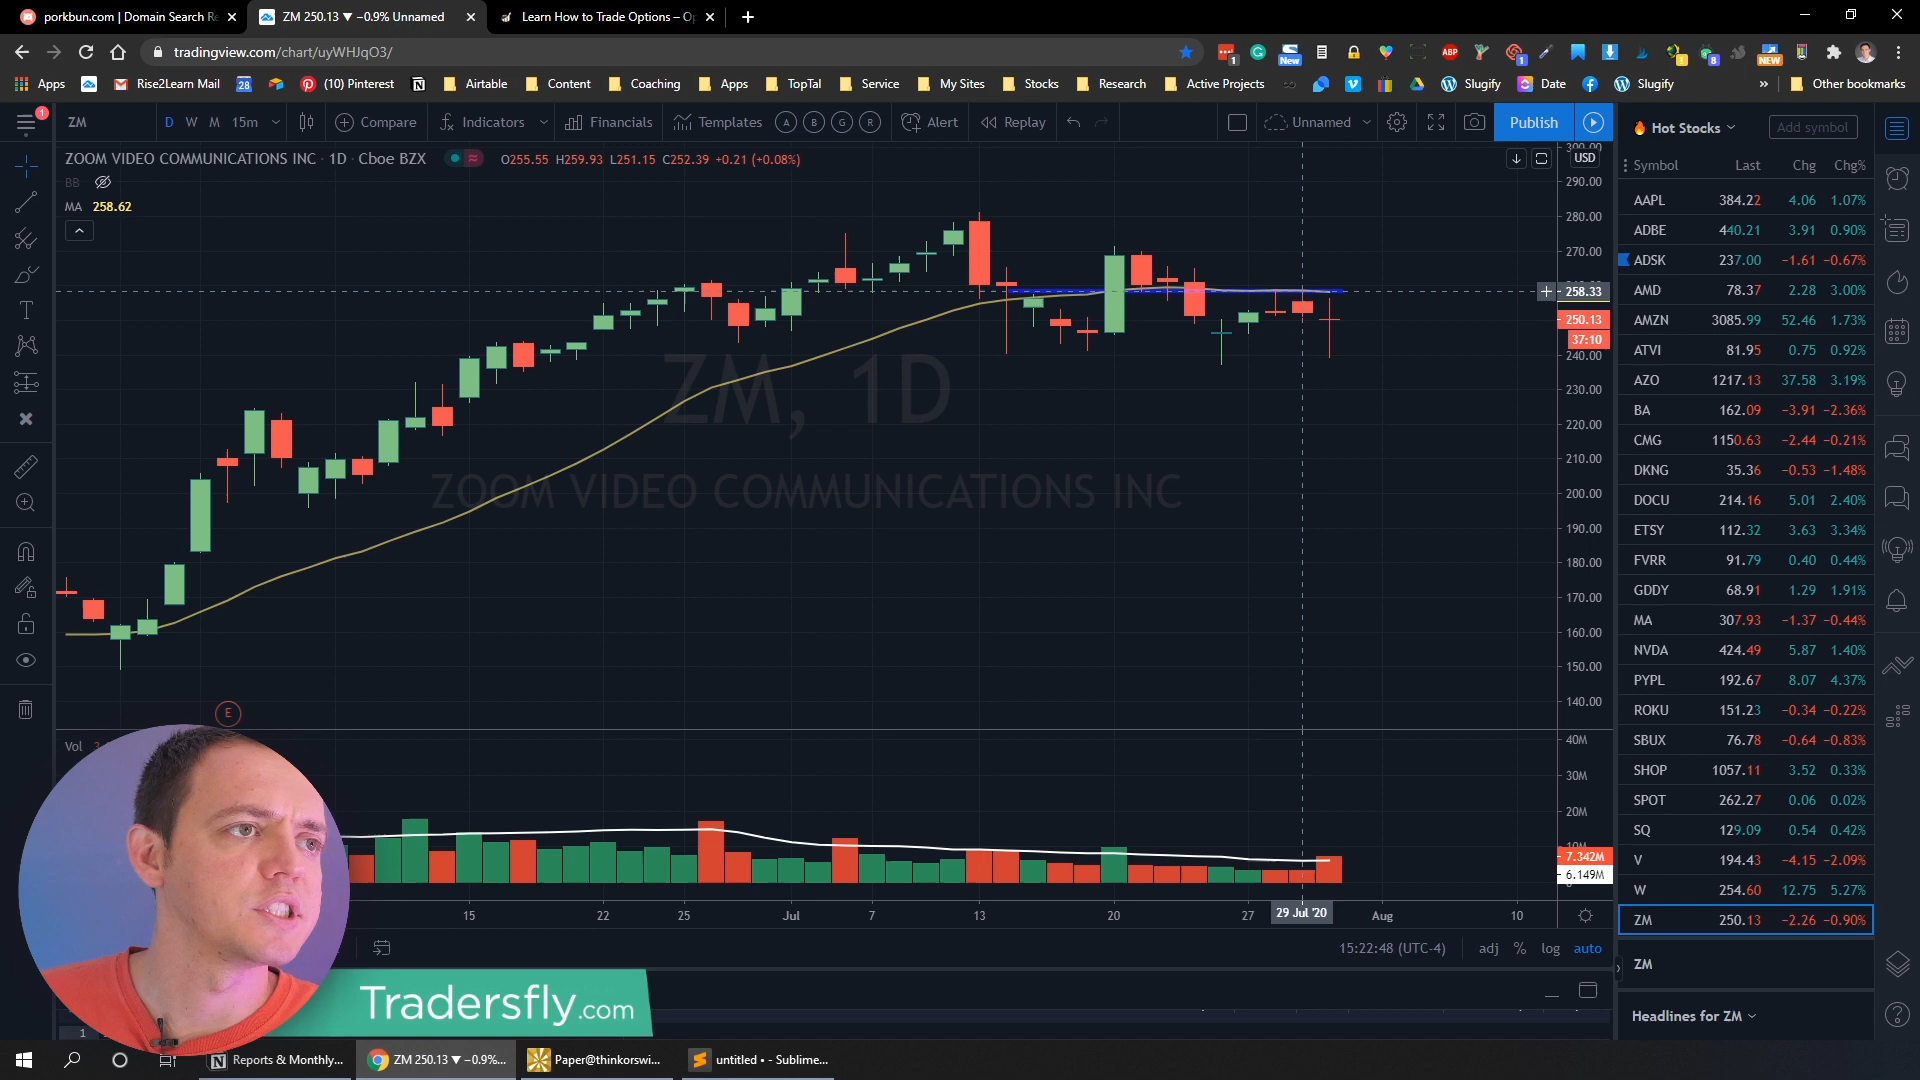 porkbun.com | Domain Search Re
ZM 250.13 ▼ −0.9% Unnamed
Learn How to Trade Options – Op
tradingview.com/chart/uyWHJqO3/
Apps
Rise2Learn Mail
28
(10) Pinterest
Airtable
Content
Coaching
Apps
TopTal
Service
My Sites
Stocks
Research
Active Projects
Slugify
Date
Slugify
Other bookmarks
ZM
D
W
M
15m
Compare
Indicators
Financials
Templates
A
B
G
R
Alert
Replay
Unnamed
Publish
Hot Stocks
Add symbol
ZOOM VIDEO COMMUNICATIONS INC · 1D · Cboe BZX
O255.55 H259.93 L251.15 C252.39 +0.21 (+0.08%)
BB
MA 258.62
USD
300.00
290.00
280.00
270.00
258.33
250.13
37:10
240.00
230.00
220.00
210.00
200.00
190.00
180.00
170.00
160.00
150.00
140.00
ZM, 1D
ZOOM VIDEO COMMUNICATIONS INC
E
Vol
40M
30M
20M
7.342M
6.149M
15
22
25
Jul
7
13
20
27
29 Jul '20
Aug
10
15:22:48 (UTC-4)
adj
%
log
auto
Symbol Last Chg Chg%
AAPL 384.22 4.06 1.07%
ADBE 440.21 3.91 0.90%
ADSK 237.00 −1.61 −0.67%
AMD 78.37 2.28 3.00%
AMZN 3085.99 52.46 1.73%
ATVI 81.95 0.75 0.92%
AZO 1217.13 37.58 3.19%
BA 162.09 −3.91 −2.36%
CMG 1150.63 −2.44 −0.21%
DKNG 35.36 −0.53 −1.48%
DOCU 214.16 5.01 2.40%
ETSY 112.32 3.63 3.34%
FVRR 91.79 0.40 0.44%
GDDY 68.91 1.29 1.91%
MA 307.93 −1.37 −0.44%
NVDA 424.49 5.87 1.40%
PYPL 192.67 8.07 4.37%
ROKU 151.23 −0.34 −0.22%
SBUX 76.78 −0.64 −0.83%
SHOP 1057.11 3.52 0.33%
SPOT 262.27 0.06 0.02%
SQ 129.09 0.54 0.42%
V 194.43 −4.15 −2.09%
W 254.60 12.75 5.27%
ZM 250.13 −2.26 −0.90%
ZM
Headlines for ZM
Tradersfly.com
1
Reports & Monthly...
ZM 250.13 ▼ −0.9%...
Paper@thinkorswi...
untitled • - Sublime...